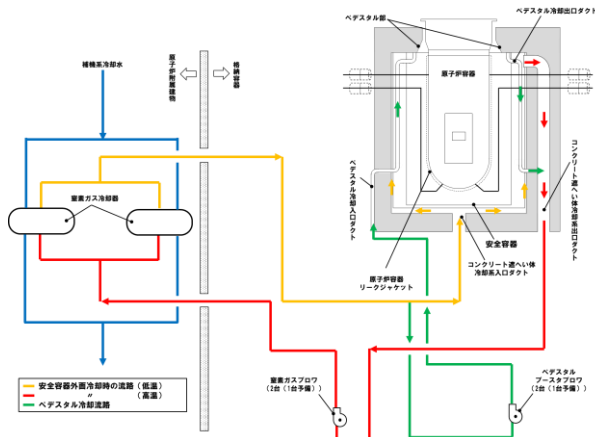 ペデスタル部
ペデスタル冷却出口ダクト
補機系冷却水
原子炉附属建物
格納容器
原子炉容器
窒素ガス冷却器
ペデスタル冷却入口ダクト
コンクリート遮へい体
冷却系出口ダクト
安全容器
コンクリート遮へい体
冷却系入口ダクト
原子炉容器
リークジャケット
安全容器外面冷却時の流路(低温)
〃 (高温)
ペデスタル冷却流路
窒素ガスブロワ
(2台(1台予備))
ペデスタル
ブースタブロワ
(2台(1台予備))